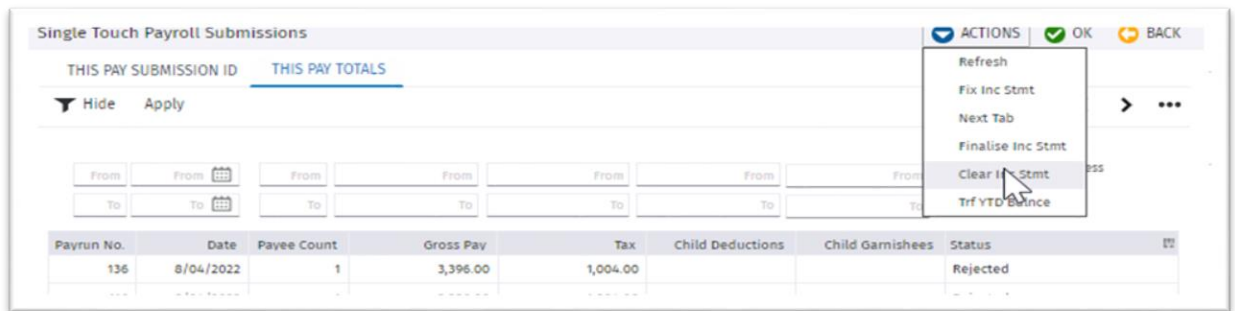 Single Touch Payroll Submissions ACTIONS OK BACK
THIS PAY SUBMISSION ID THIS PAY TOTALS
Refresh
Fix Inc Stmt
Hide Apply
Next Tab
Finalise Inc Stmt
From From From From From From From
Clear Inc Stmt
To To To To To To To
Trf YTD Balnce
Payrun No. Date Payee Count Gross Pay Tax Child Deductions Child Garnishees Status
136 8/04/2022 1 3,396.00 1,004.00 Rejected